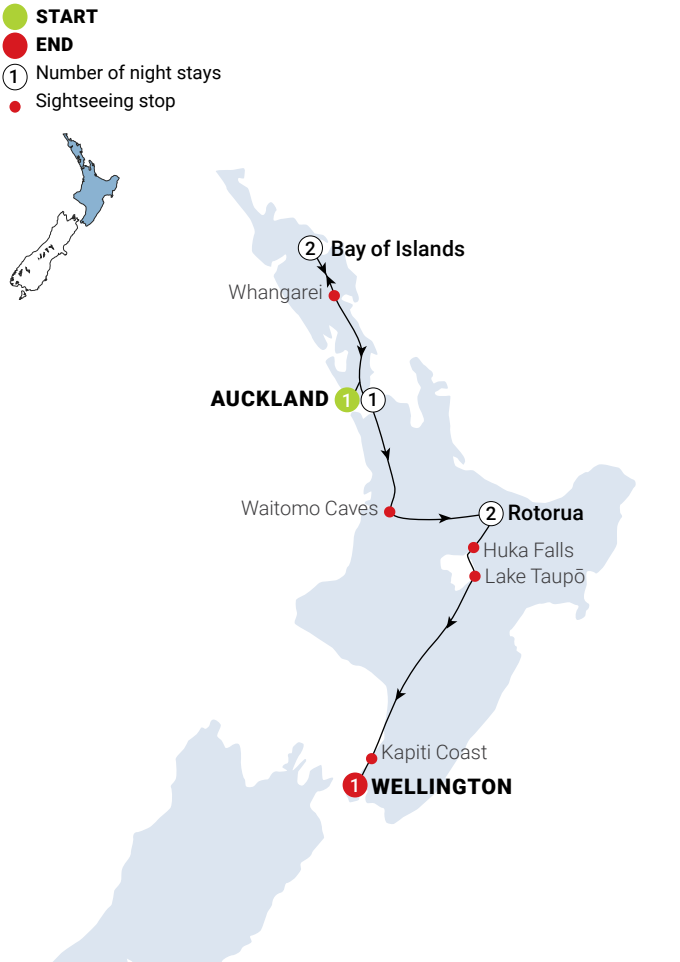 START
END
1 Number of night stays
Sightseeing stop
2 Bay of Islands
Whangarei
AUCKLAND 1 1
Waitomo Caves
2 Rotorua
Huka Falls
Lake Taupō
Kapiti Coast
1 WELLINGTON